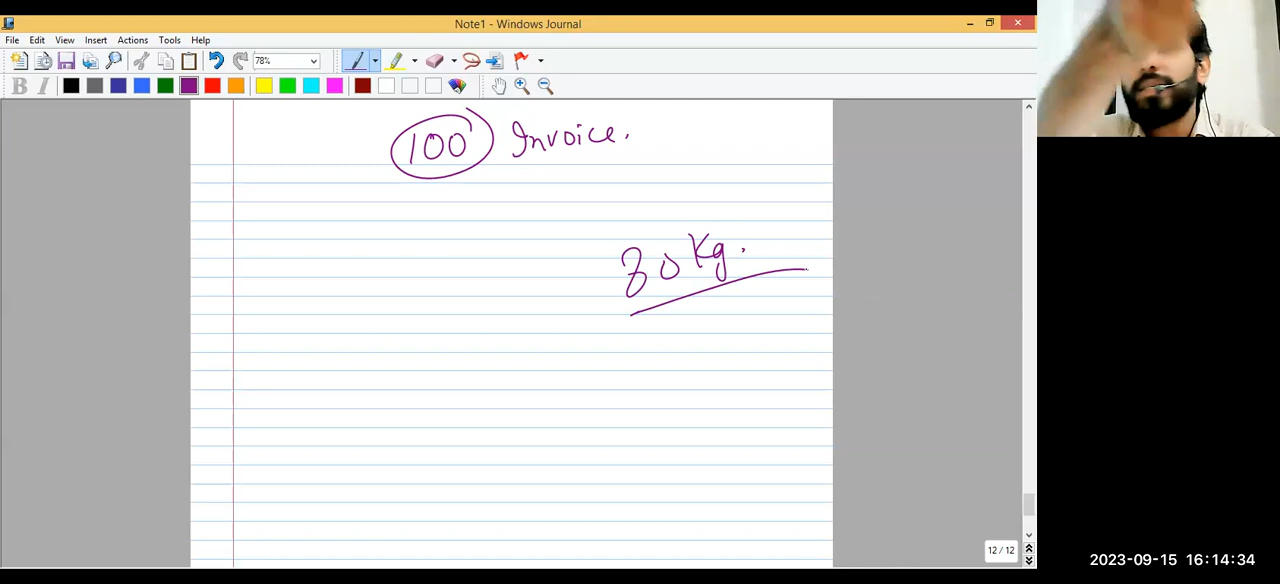 Note1 - Windows Journal
File Edit View Insert Actions Tools Help
78%
B I
100 Invoice.
30 Kg.
12 / 12
2023-09-15 16:14:34